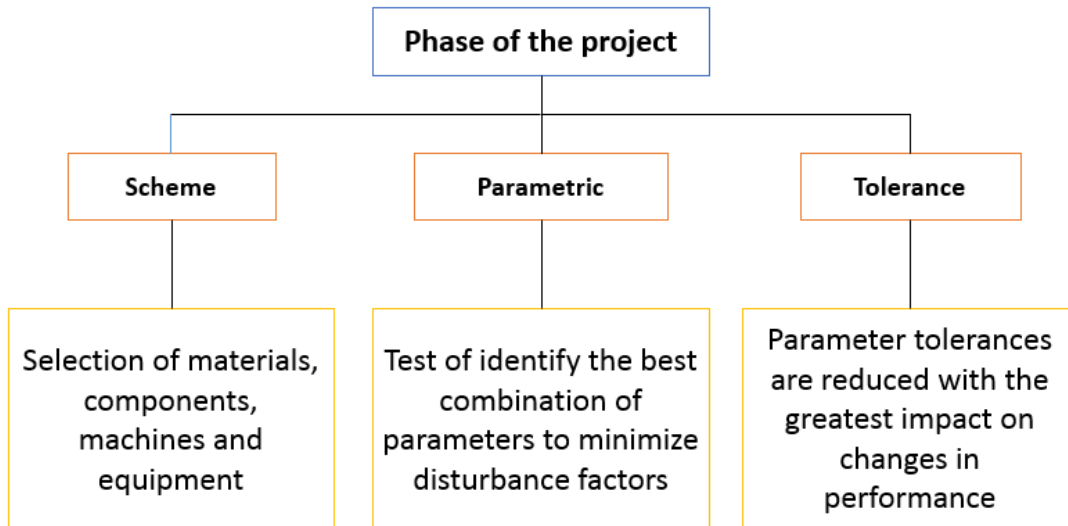 Phase of the project
Scheme
Parametric
Tolerance
Selection of materials,
components,
machines and
equipment
Test of identify the best
combination of
parameters to minimize
disturbance factors
Parameter tolerances
are reduced with the
greatest impact on
changes in
performance